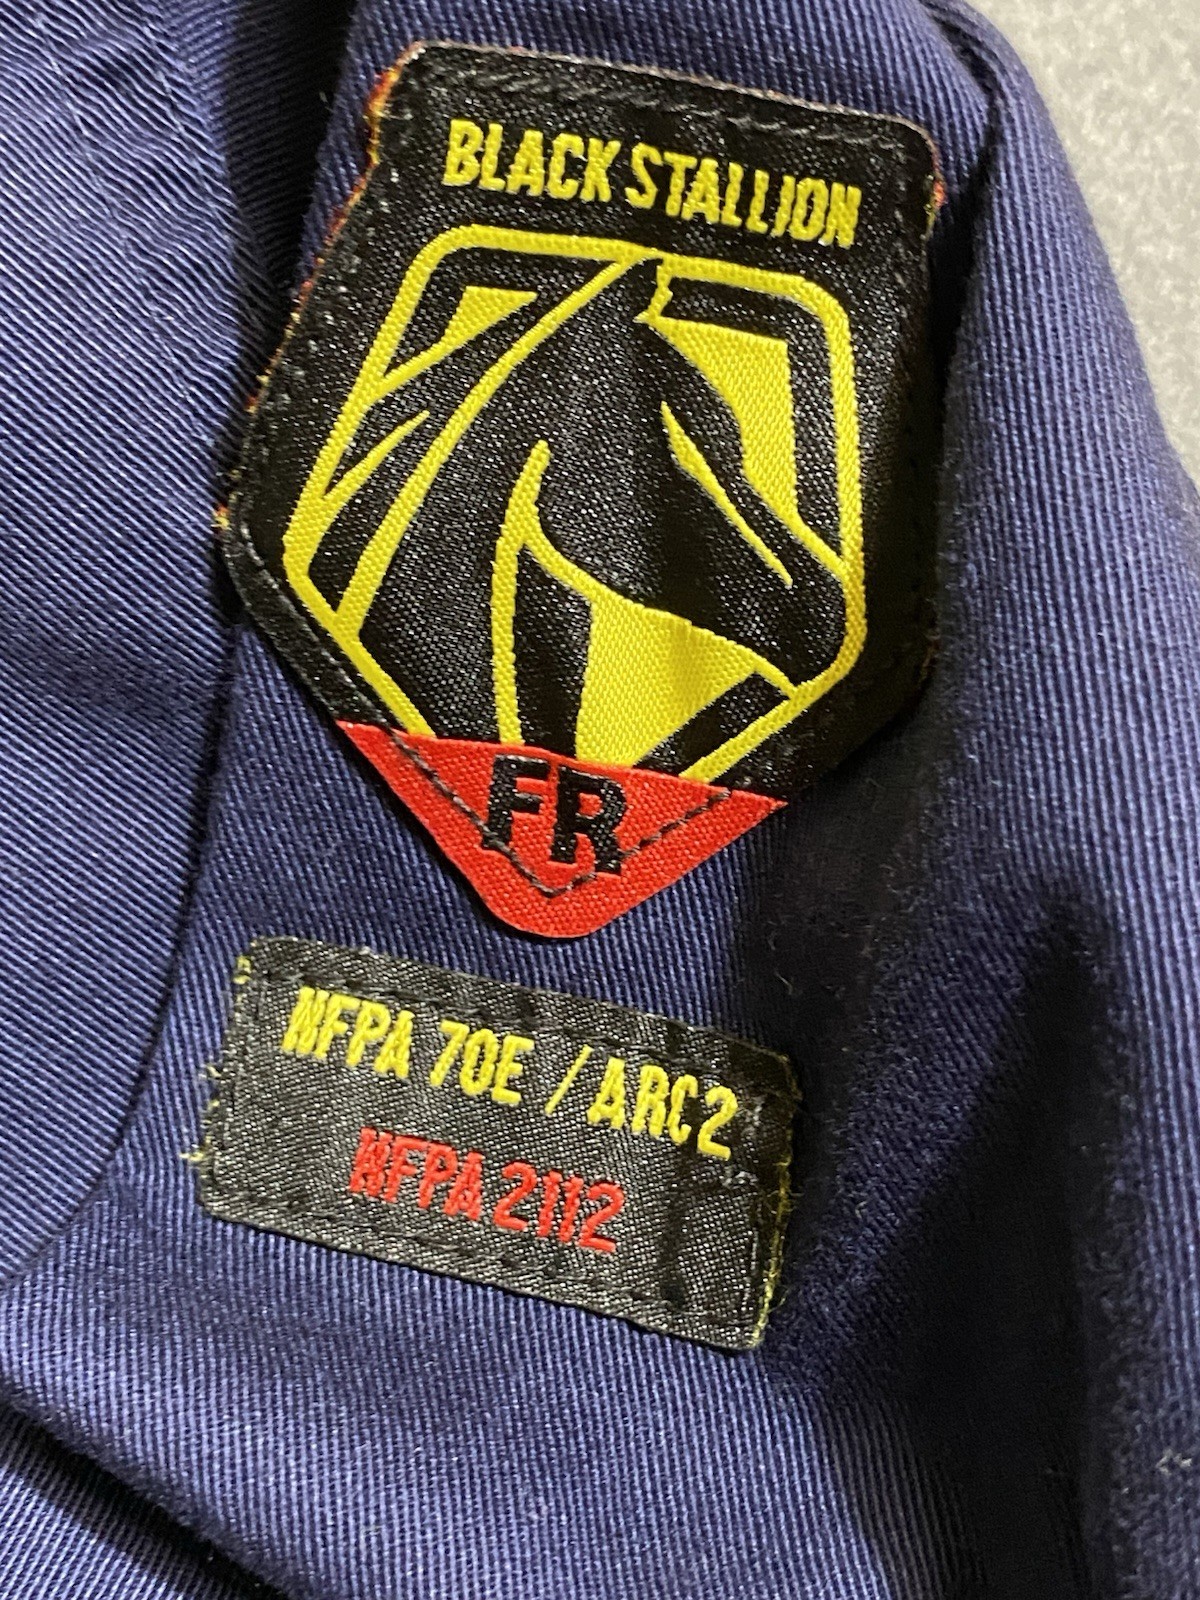 BLACK STALLION
FR
NFPA 70E / ARC 2
NFPA 2112